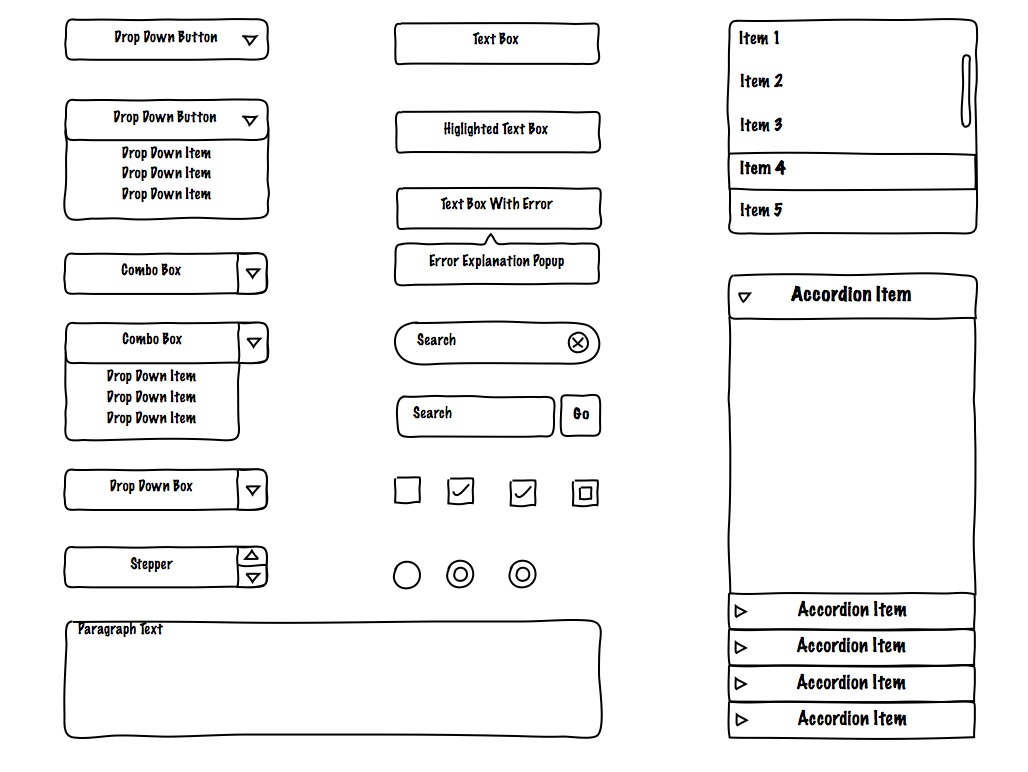 Drop Down Button
Drop Down Button
Drop Down Item
Drop Down Item
Drop Down Item
Combo Box
Combo Box
Drop Down Item
Drop Down Item
Drop Down Item
Drop Down Box
Stepper
Paragraph Text
Text Box
Higlighted Text Box
Text Box With Error
Error Explanation Popup
Search
Search
Go
Item 1
Item 2
Item 3
Item 4
Item 5
Accordion Item
Accordion Item
Accordion Item
Accordion Item
Accordion Item